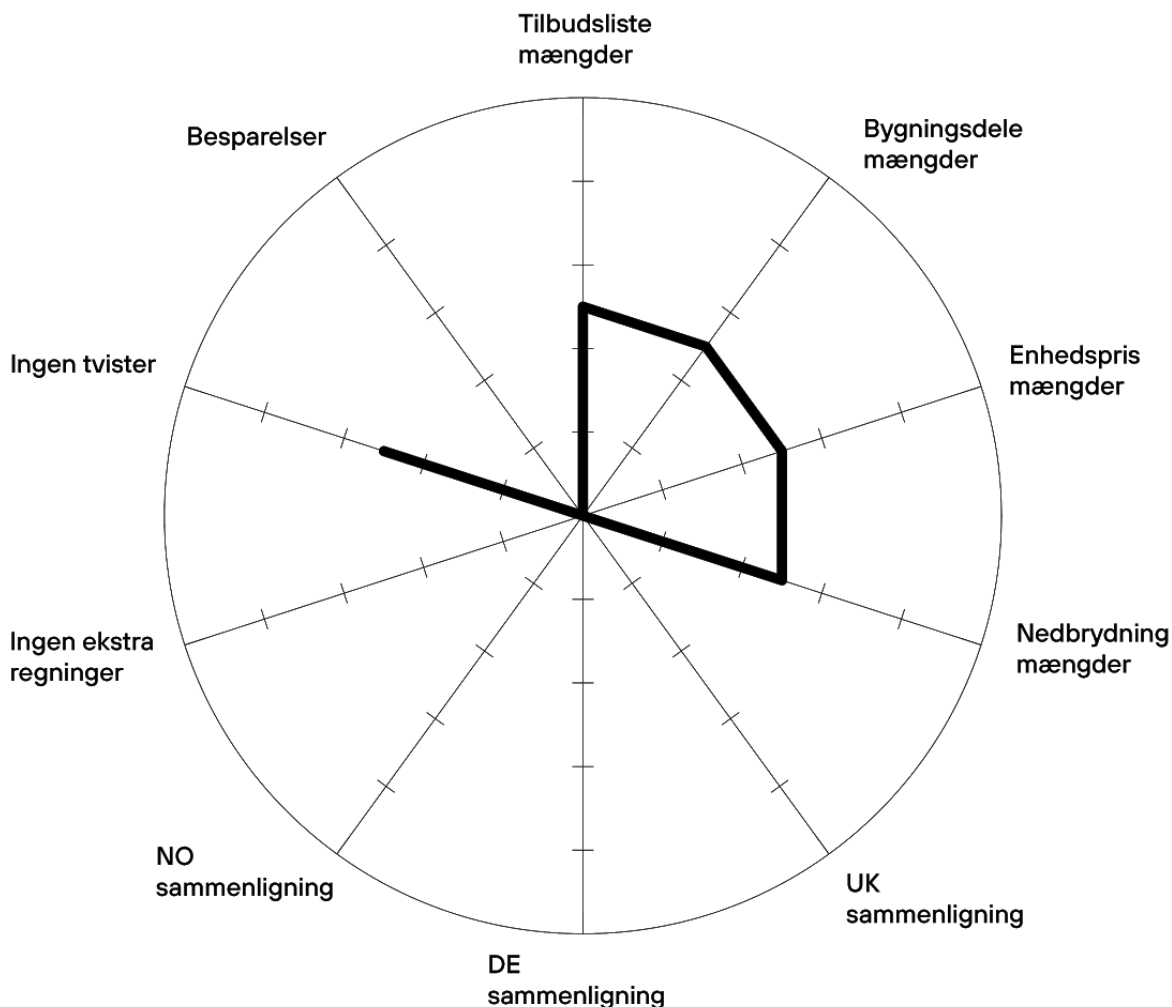 Tilbudsliste
mængder
Bygningsdele
mængder
Enhedspris
mængder
Nedbrydning
mængder
UK
sammenligning
DE
sammenligning
NO
sammenligning
Ingen ekstra
regninger
Ingen tvister
Besparelser